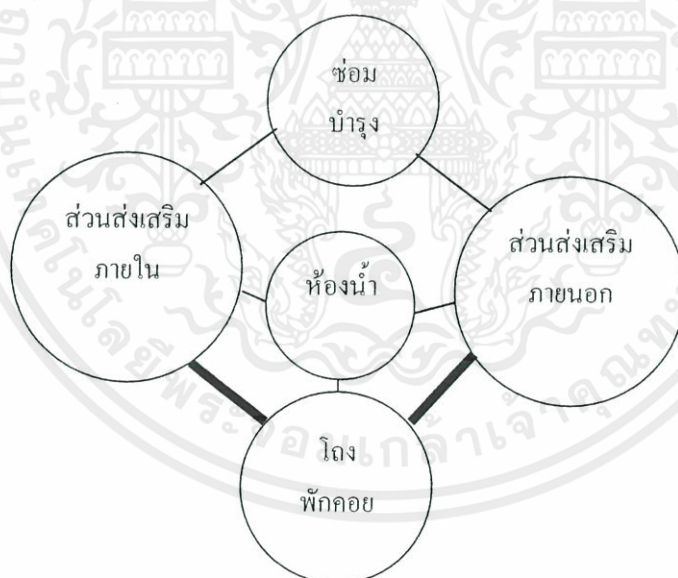 ซ่อม
บำรุง
ส่วนส่งเสริม
ภายใน
ส่วนส่งเสริม
ภายนอก
ห้องน้ำ
โถง
พักคอย